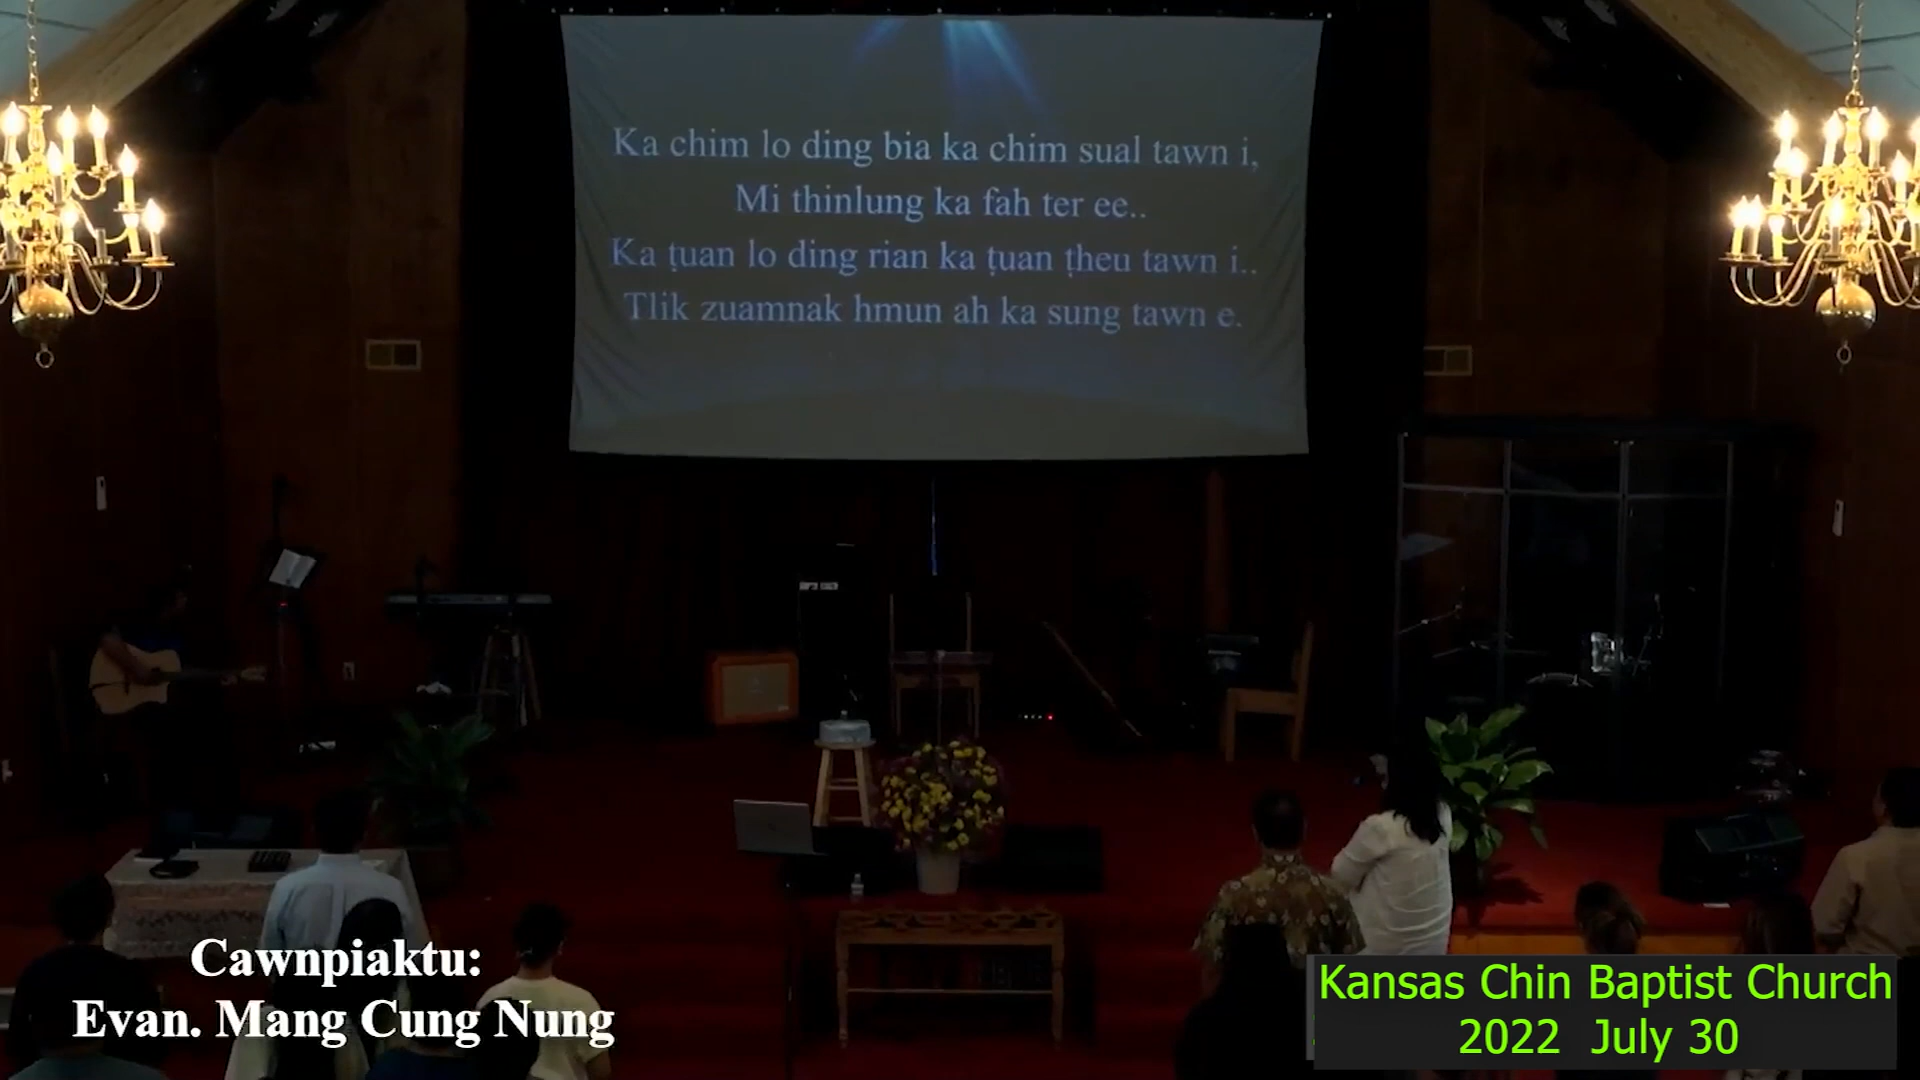 Ka chim lo ding bia ka chim sual tawn i,
Mi thinlung ka fah ter ee..
Ka ṭuan lo ding rian ka ṭuan ṭheu tawn i..
Tlik zuamnak hmun ah ka sung tawn e.
Cawnpiaktu:
Evan. Mang Cung Nung
Kansas Chin Baptist Church
2022 July 30